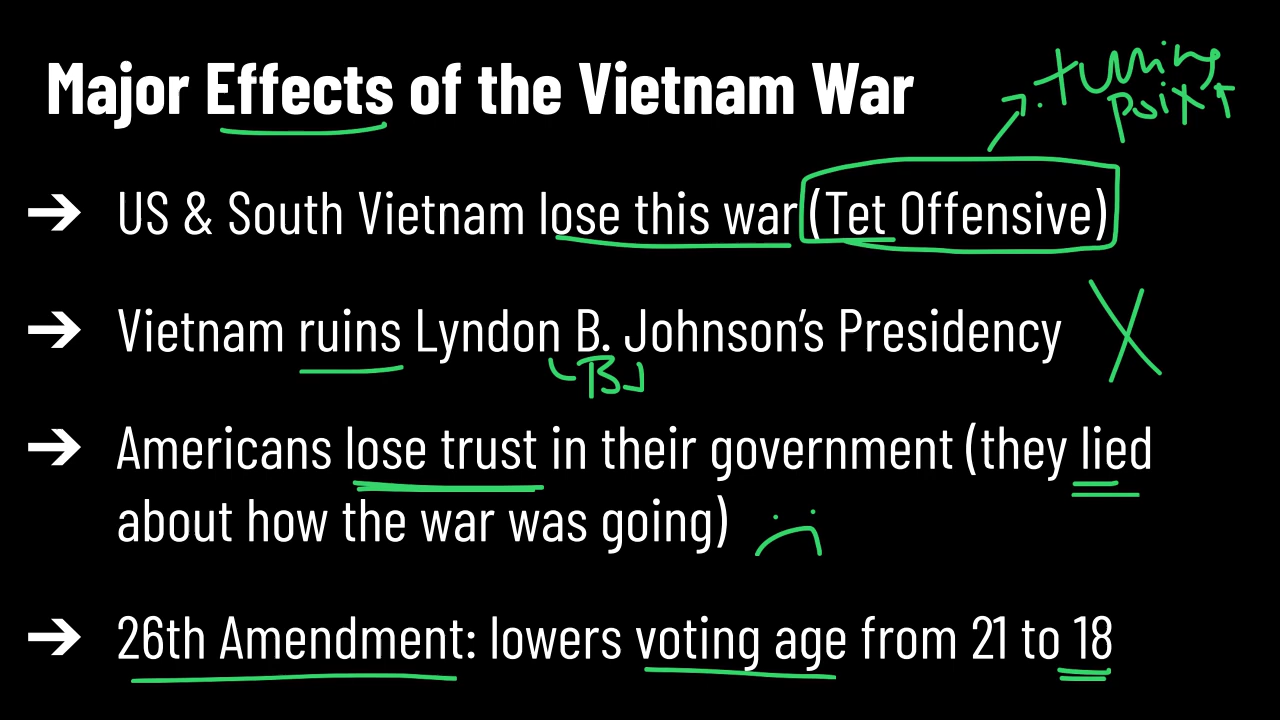 Major Effects of the Vietnam War
turning
point
➔ US & South Vietnam lose this war (Tet Offensive)
➔ Vietnam ruins Lyndon B. Johnson’s Presidency
LBJ
➔ Americans lose trust in their government (they lied
about how the war was going)
➔ 26th Amendment: lowers voting age from 21 to 18